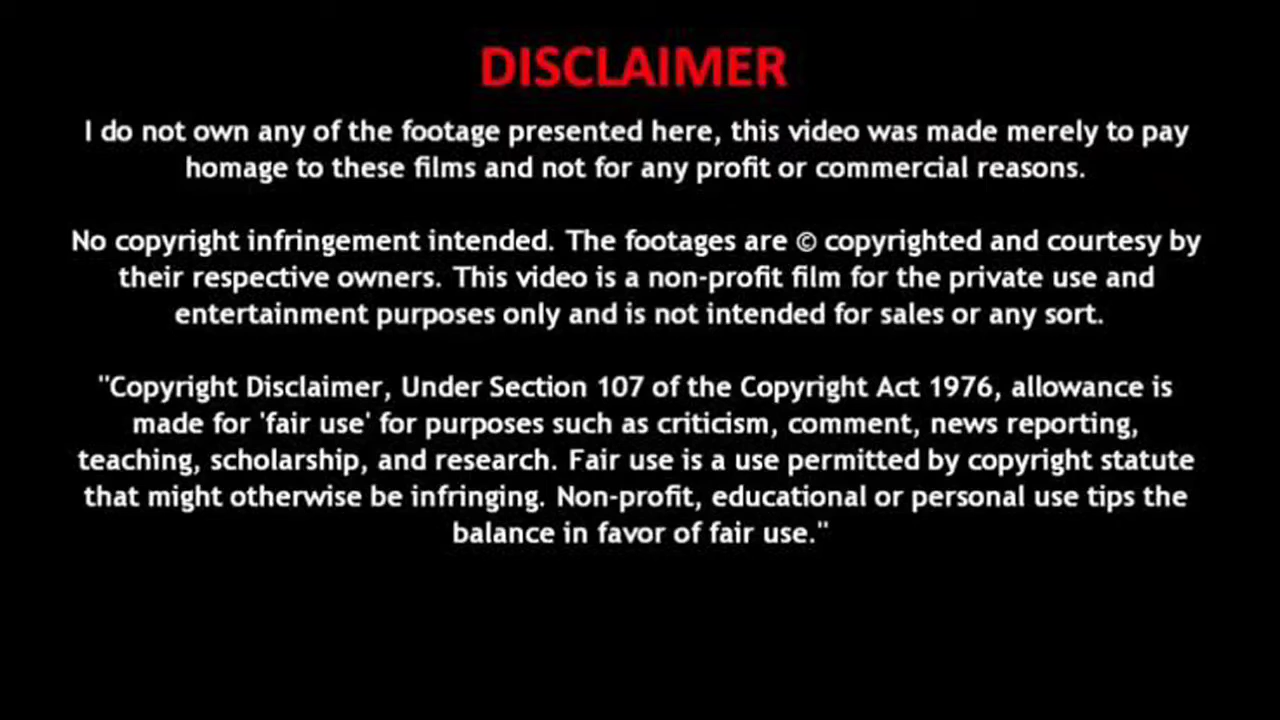 DISCLAIMER
I do not own any of the footage presented here, this video was made merely to pay
homage to these films and not for any profit or commercial reasons.
No copyright infringement intended. The footages are © copyrighted and courtesy by
their respective owners. This video is a non-profit film for the private use and
entertainment purposes only and is not intended for sales or any sort.
"Copyright Disclaimer, Under Section 107 of the Copyright Act 1976, allowance is
made for 'fair use' for purposes such as criticism, comment, news reporting,
teaching, scholarship, and research. Fair use is a use permitted by copyright statute
that might otherwise be infringing. Non-profit, educational or personal use tips the
balance in favor of fair use."